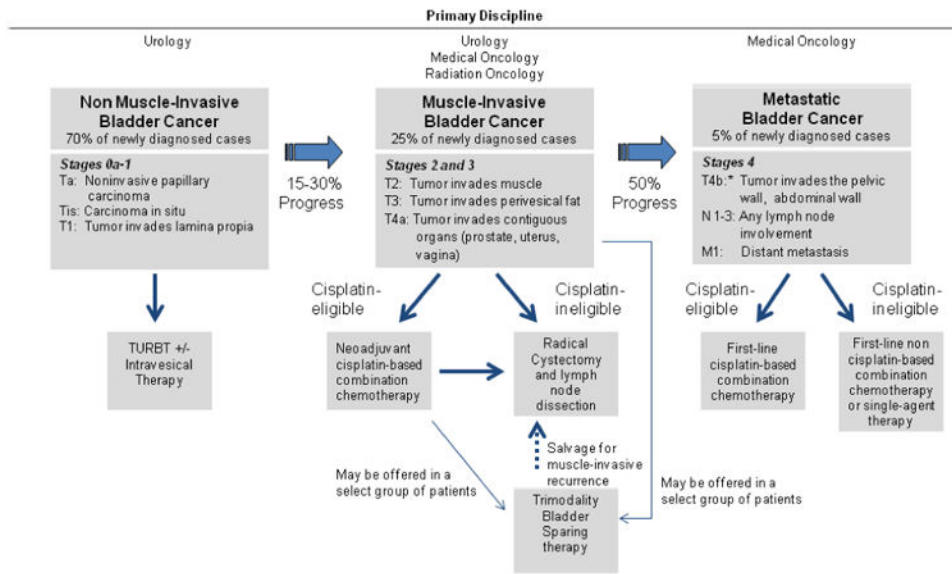 Primary Discipline
Urology
Urology
Medical Oncology
Radiation Oncology
Medical Oncology
Non Muscle-Invasive
Bladder Cancer
70% of newly diagnosed cases
Stages 0a-1
Ta: Noninvasive papillary
carcinoma
Tis: Carcinoma in situ
T1: Tumor invades lamina propia
15-30%
Progress
Muscle-Invasive
Bladder Cancer
25% of newly diagnosed cases
Stages 2 and 3
T2: Tumor invades muscle
T3: Tumor invades perivesical fat
T4a: Tumor invades contiguous
organs (prostate, uterus,
vagina)
50%
Progress
Metastatic
Bladder Cancer
5% of newly diagnosed cases
Stages 4
T4b:* Tumor invades the pelvic
wall, abdominal wall
N 1-3: Any lymph node
involvement
M1: Distant metastasis
TURBT +/-
Intravesical
Therapy
Cisplatin-
eligible
Cisplatin-
ineligible
Neoadjuvant
cisplatin-based
combination
chemotherapy
Radical
Cystectomy
and lymph
node
dissection
Salvage for
muscle-invasive
recurrence
May be offered in a
select group of patients
Trimodality
Bladder
Sparing
therapy
May be offered in a
select group of patients
Cisplatin-
eligible
Cisplatin-
ineligible
First-line
cisplatin-based
combination
chemotherapy
First-line non
cisplatin-based
combination
chemotherapy
or single-agent
therapy